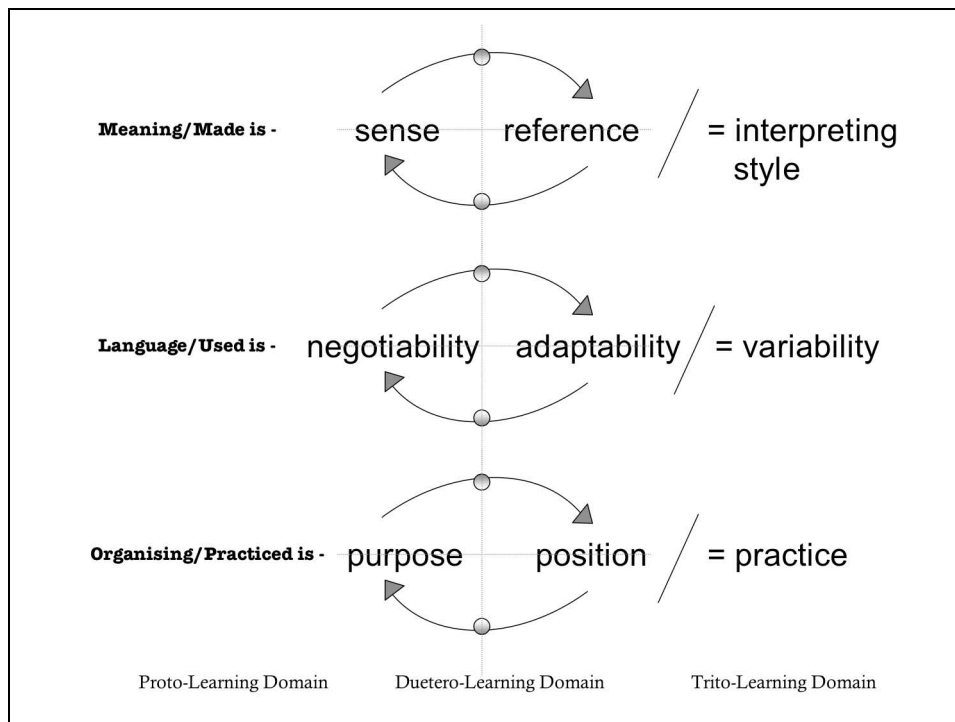 Meaning/Made is - sense reference / = interpreting
style
Language/Used is - negotiability adaptability / = variability
Organising/Practiced is - purpose position / = practice
Proto-Learning Domain Duetero-Learning Domain Trito-Learning Domain